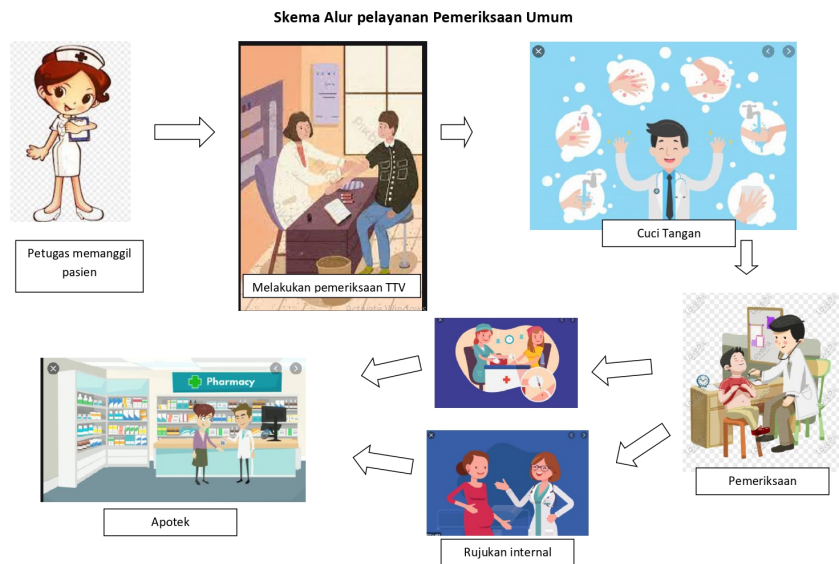 Skema Alur pelayanan Pemeriksaan Umum
Petugas memanggil
pasien
Melakukan pemeriksaan TTV
Cuci Tangan
Pemeriksaan
Pharmacy
Apotek
Rujukan internal